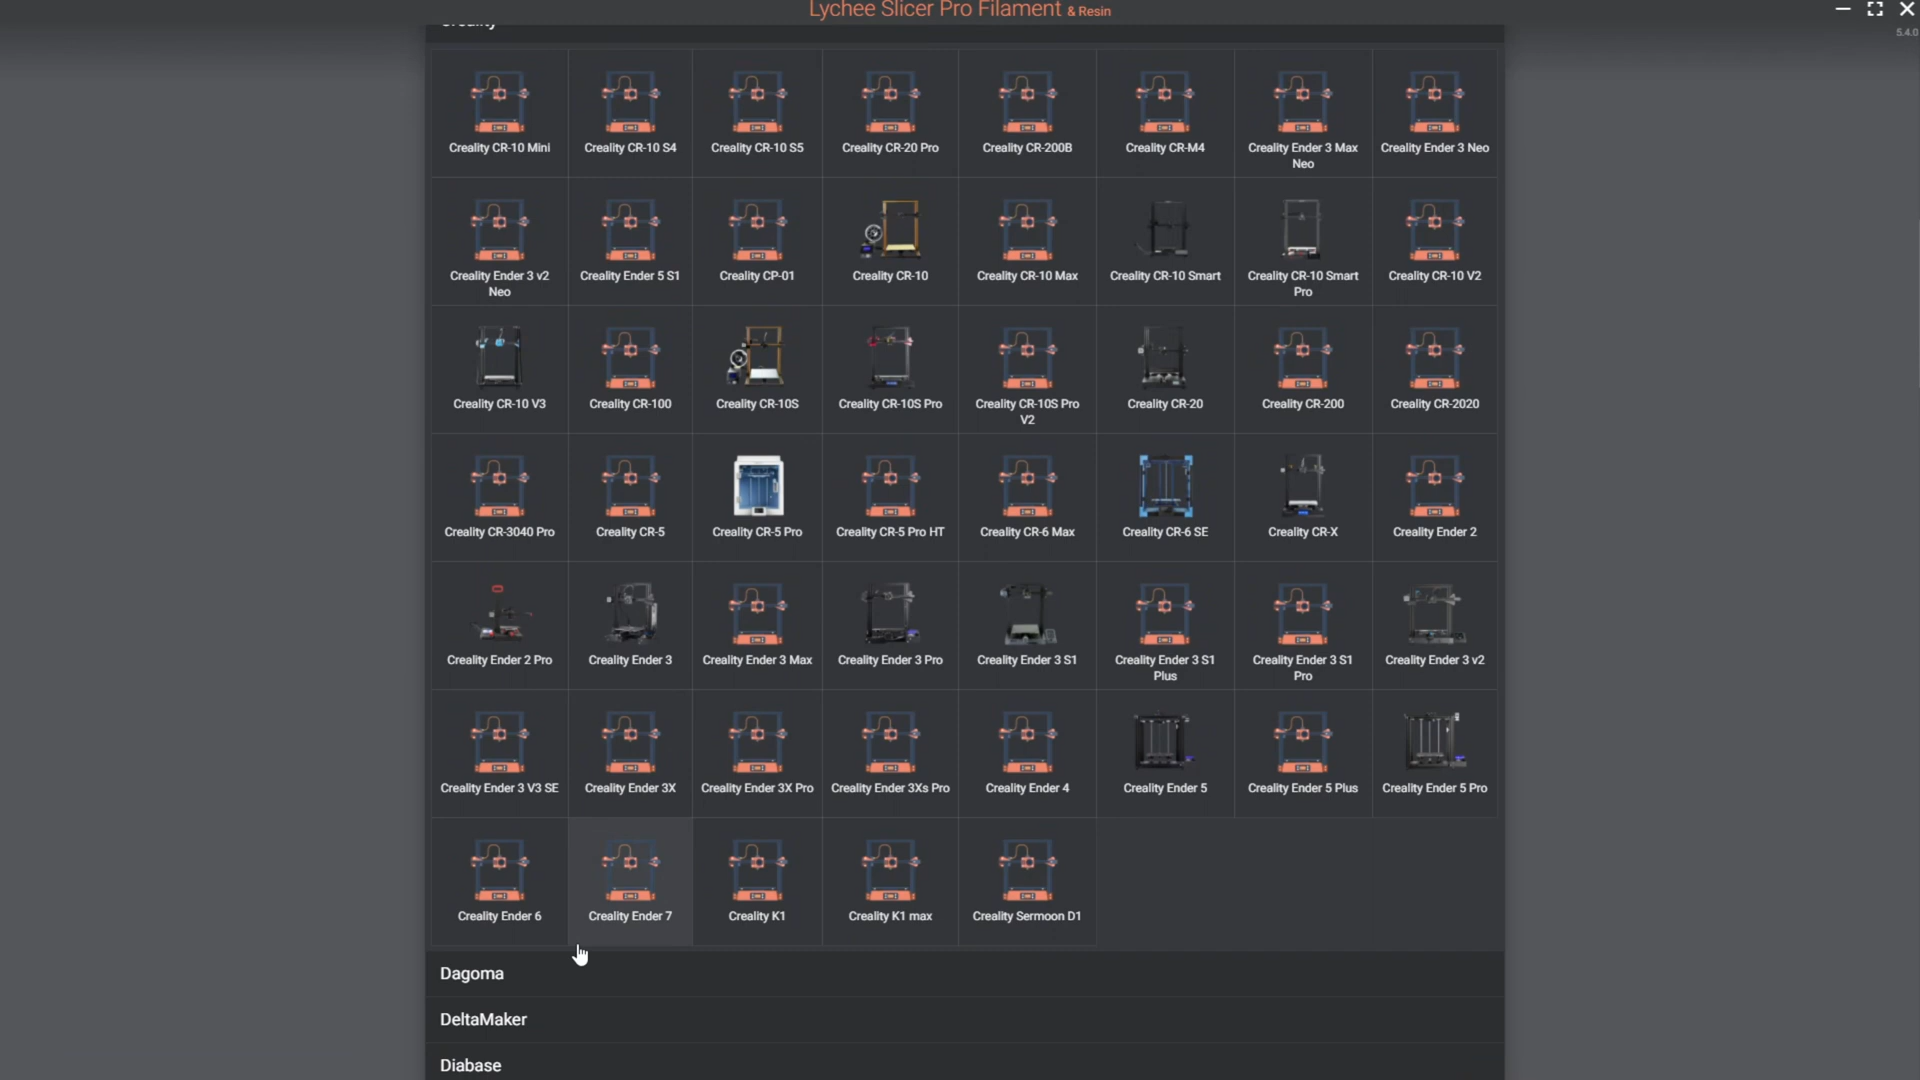 Lychee Slicer Pro Filament & Resin
5.4.0
Creality
Creality CR-10 Mini
Creality CR-10 S4
Creality CR-10 S5
Creality CR-20 Pro
Creality CR-200B
Creality CR-M4
Creality Ender 3 Max
Neo
Creality Ender 3 Neo
Creality Ender 3 v2
Neo
Creality Ender 5 S1
Creality CP-01
Creality CR-10
Creality CR-10 Max
Creality CR-10 Smart
Creality CR-10 Smart
Pro
Creality CR-10 V2
Creality CR-10 V3
Creality CR-100
Creality CR-10S
Creality CR-10S Pro
Creality CR-10S Pro
V2
Creality CR-20
Creality CR-200
Creality CR-2020
Creality CR-3040 Pro
Creality CR-5
Creality CR-5 Pro
Creality CR-5 Pro HT
Creality CR-6 Max
Creality CR-6 SE
Creality CR-X
Creality Ender 2
Creality Ender 2 Pro
Creality Ender 3
Creality Ender 3 Max
Creality Ender 3 Pro
Creality Ender 3 S1
Creality Ender 3 S1
Plus
Creality Ender 3 S1
Pro
Creality Ender 3 v2
Creality Ender 3 V3 SE
Creality Ender 3X
Creality Ender 3X Pro
Creality Ender 3Xs Pro
Creality Ender 4
Creality Ender 5
Creality Ender 5 Plus
Creality Ender 5 Pro
Creality Ender 6
Creality Ender 7
Creality K1
Creality K1 max
Creality Sermoon D1
Dagoma
DeltaMaker
Diabase